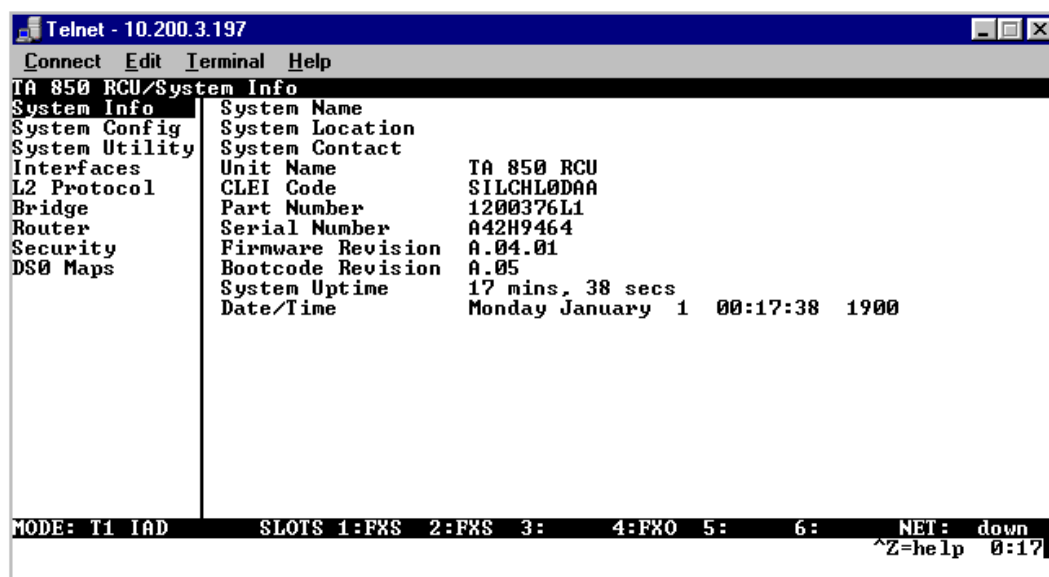 Telnet - 10.200.3.197
Connect Edit Terminal Help
TA 850 RCU/System Info
System Info System Name
System Config System Location
System Utility System Contact
Interfaces Unit Name TA 850 RCU
L2 Protocol CLEI Code SILCHL0DAA
Bridge Part Number 1200376L1
Router Serial Number A42H9464
Security Firmware Revision A.04.01
DS0 Maps Bootcode Revision A.05
System Uptime 17 mins, 38 secs
Date/Time Monday January 1 00:17:38 1900
MODE: T1 IAD SLOTS 1:FXS 2:FXS 3: 4:FXO 5: 6: NET: down
^Z=help 0:17